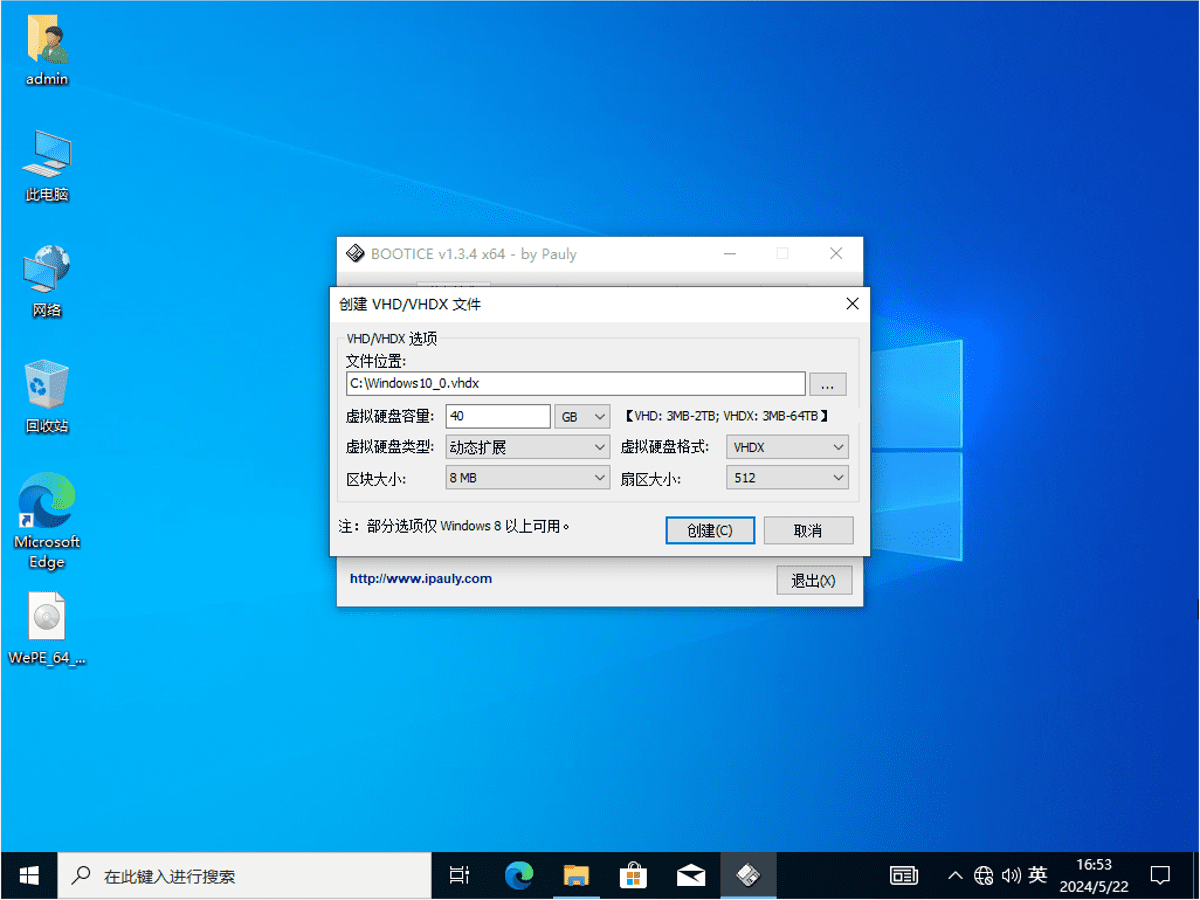 admin
此电脑
网络
回收站
Microsoft
Edge
WePE_64_...
BOOTICE v1.3.4 x64 - by Pauly
创建 VHD/VHDX 文件
VHD/VHDX 选项
文件位置:
C:\Windows10_0.vhdx
...
虚拟硬盘容量: 40 GB 【VHD: 3MB-2TB; VHDX: 3MB-64TB】
虚拟硬盘类型: 动态扩展 虚拟硬盘格式: VHDX
区块大小: 8 MB 扇区大小: 512
注：部分选项仅 Windows 8 以上可用。
创建(C) 取消
http://www.ipauly.com 退出(X)
在此键入进行搜索
英
16:53
2024/5/22